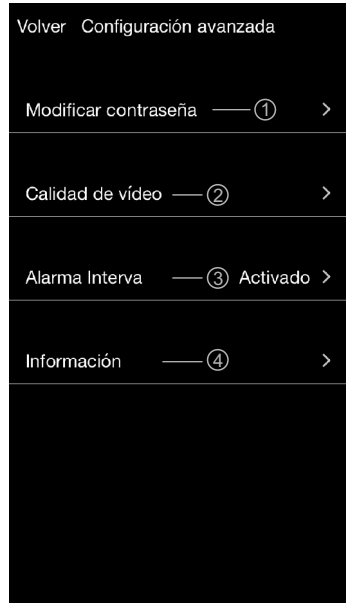 Volver Configuración avanzada
Modificar contraseña ① >
Calidad de vídeo ② >
Alarma Interva ③ Activado >
Información ④ >